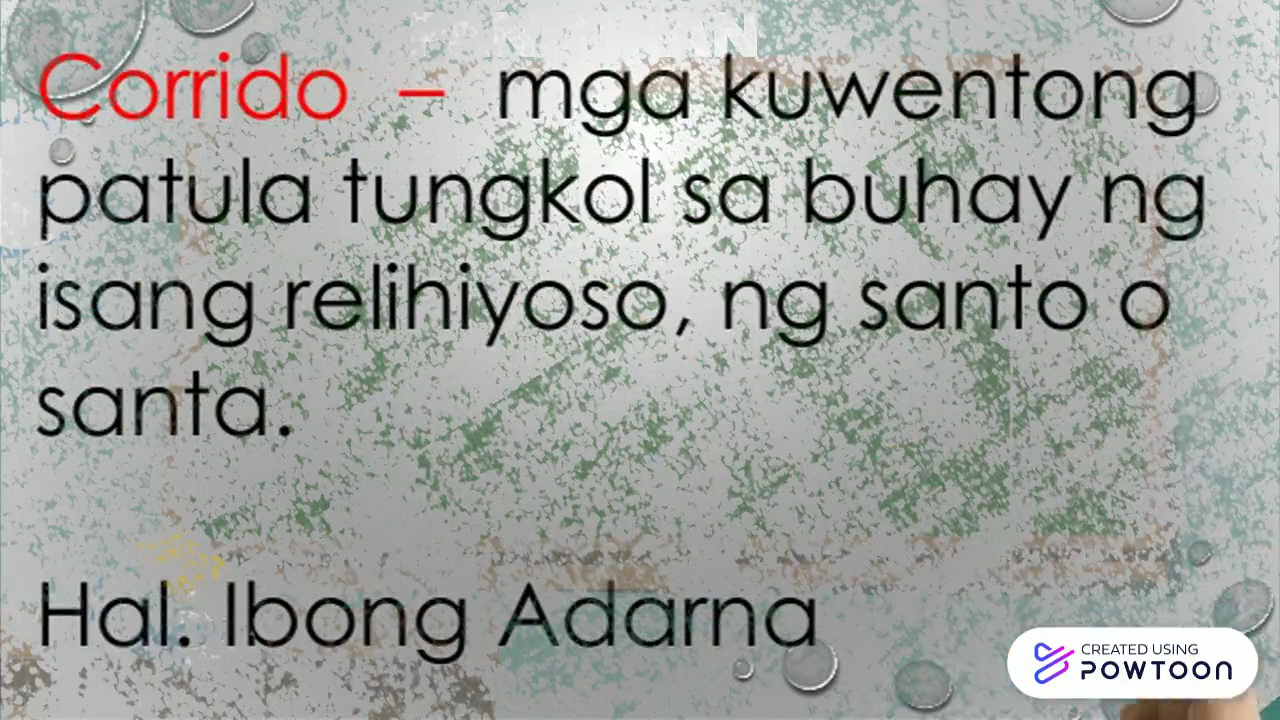 Corrido – mga kuwentong
patula tungkol sa buhay ng
isang relihiyoso, ng santo o
santa.
Hal. Ibong Adarna
CREATED USING
POWTOON